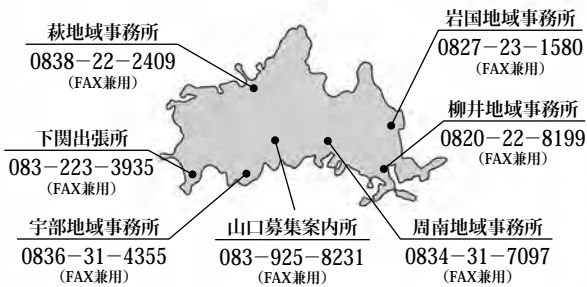 萩地域事務所
0838－22－2409
（FAX兼用）
岩国地域事務所
0827－23－1580
（FAX兼用）
下関出張所
083－223－3935
（FAX兼用）
柳井地域事務所
0820－22－8199
（FAX兼用）
宇部地域事務所
0836－31－4355
（FAX兼用）
山口募集案内所
083－925－8231
（FAX兼用）
周南地域事務所
0834－31－7097
（FAX兼用）